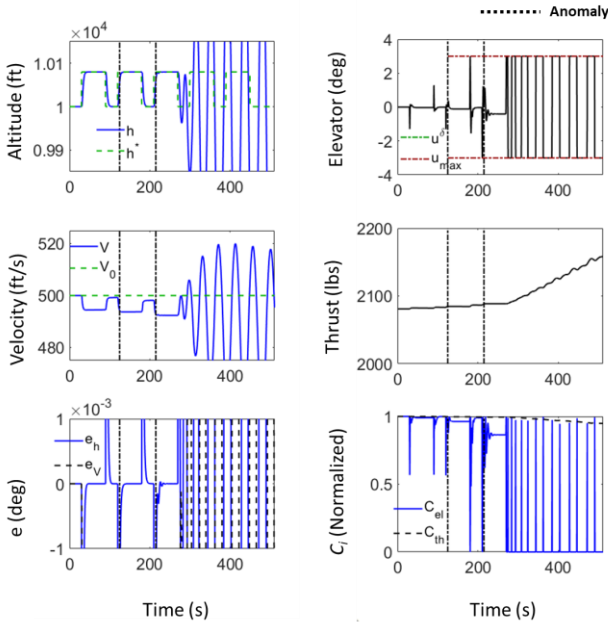 Anomaly
×10⁴
Altitude (ft)
1.01
1
0.99
h
h*
0 200 400
Elevator (deg)
4
2
0
-2
-4
u^δ
u_max
0 200 400
Velocity (ft/s)
520
500
480
V
V_0
0 200 400
Thrust (lbs)
2200
2100
2000
0 200 400
×10⁻³
e (deg)
1
0
-1
e_h
e_V
0 200 400
Time (s)
C_i (Normalized)
1
0.5
0
C_el
C_th
0 200 400
Time (s)